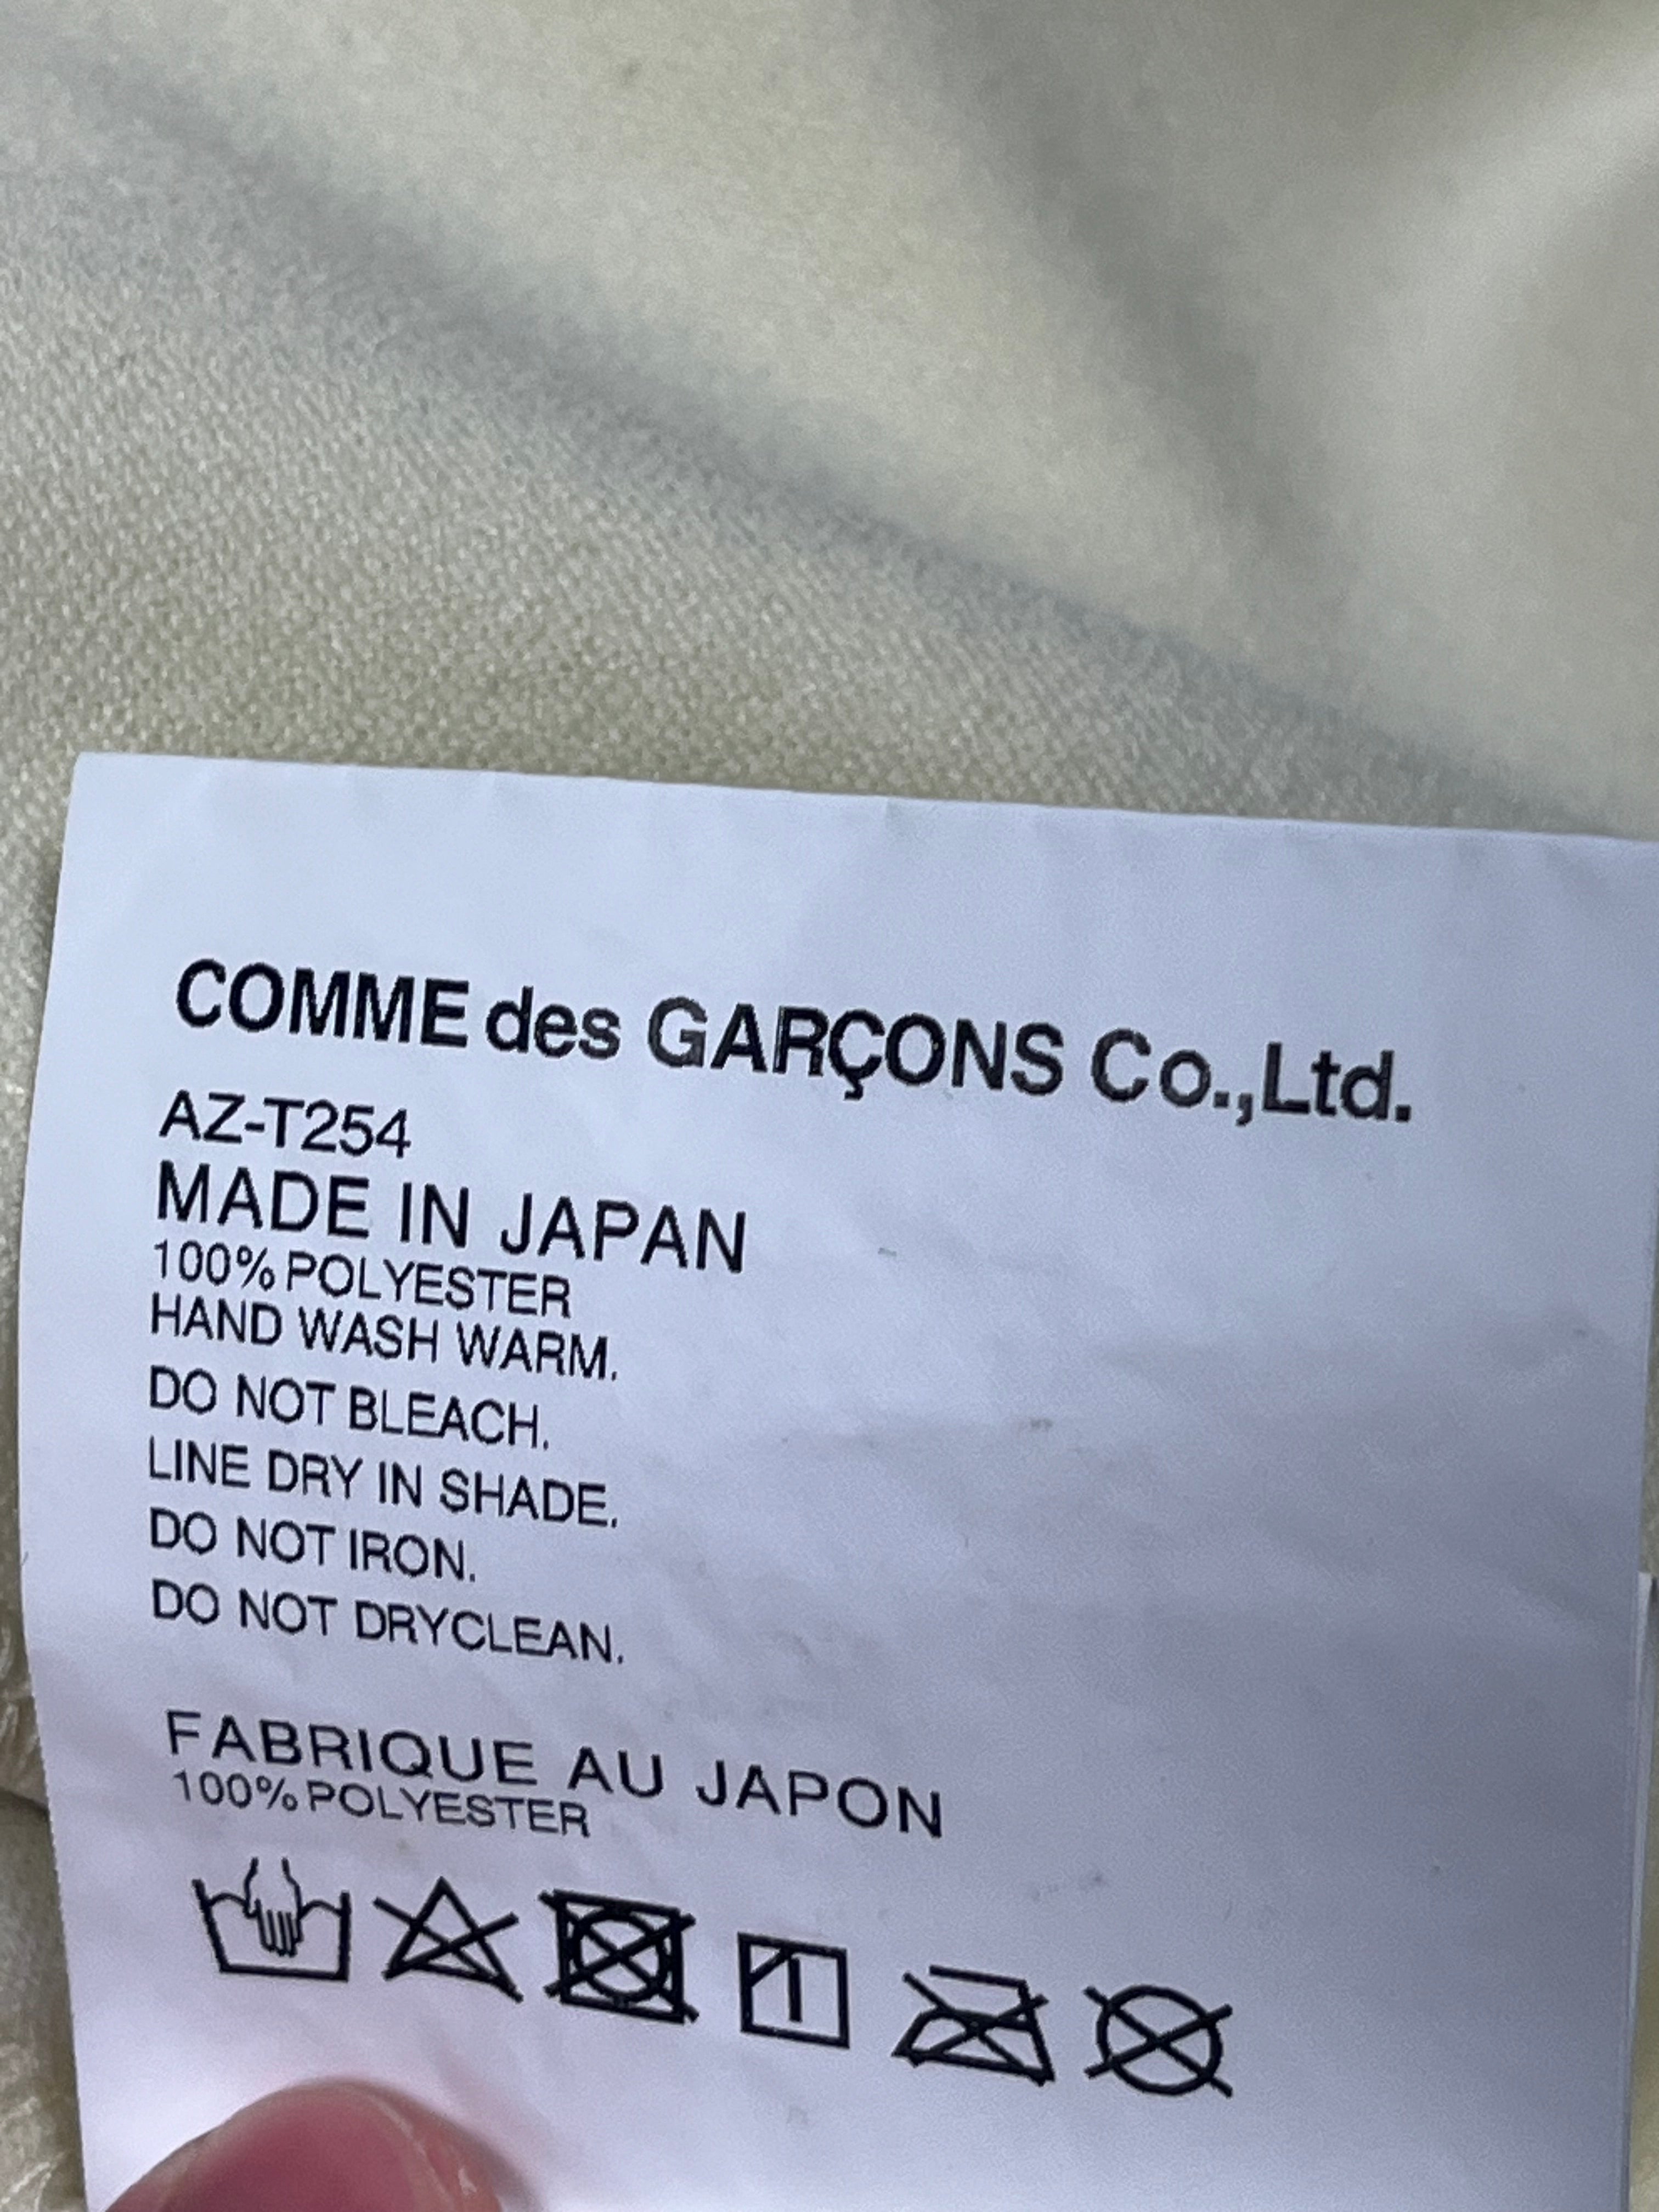 COMME des GARÇONS Co.,Ltd.
AZ-T254
MADE IN JAPAN
100% POLYESTER
HAND WASH WARM.
DO NOT BLEACH.
LINE DRY IN SHADE.
DO NOT IRON.
DO NOT DRYCLEAN.
FABRIQUE AU JAPON
100% POLYESTER